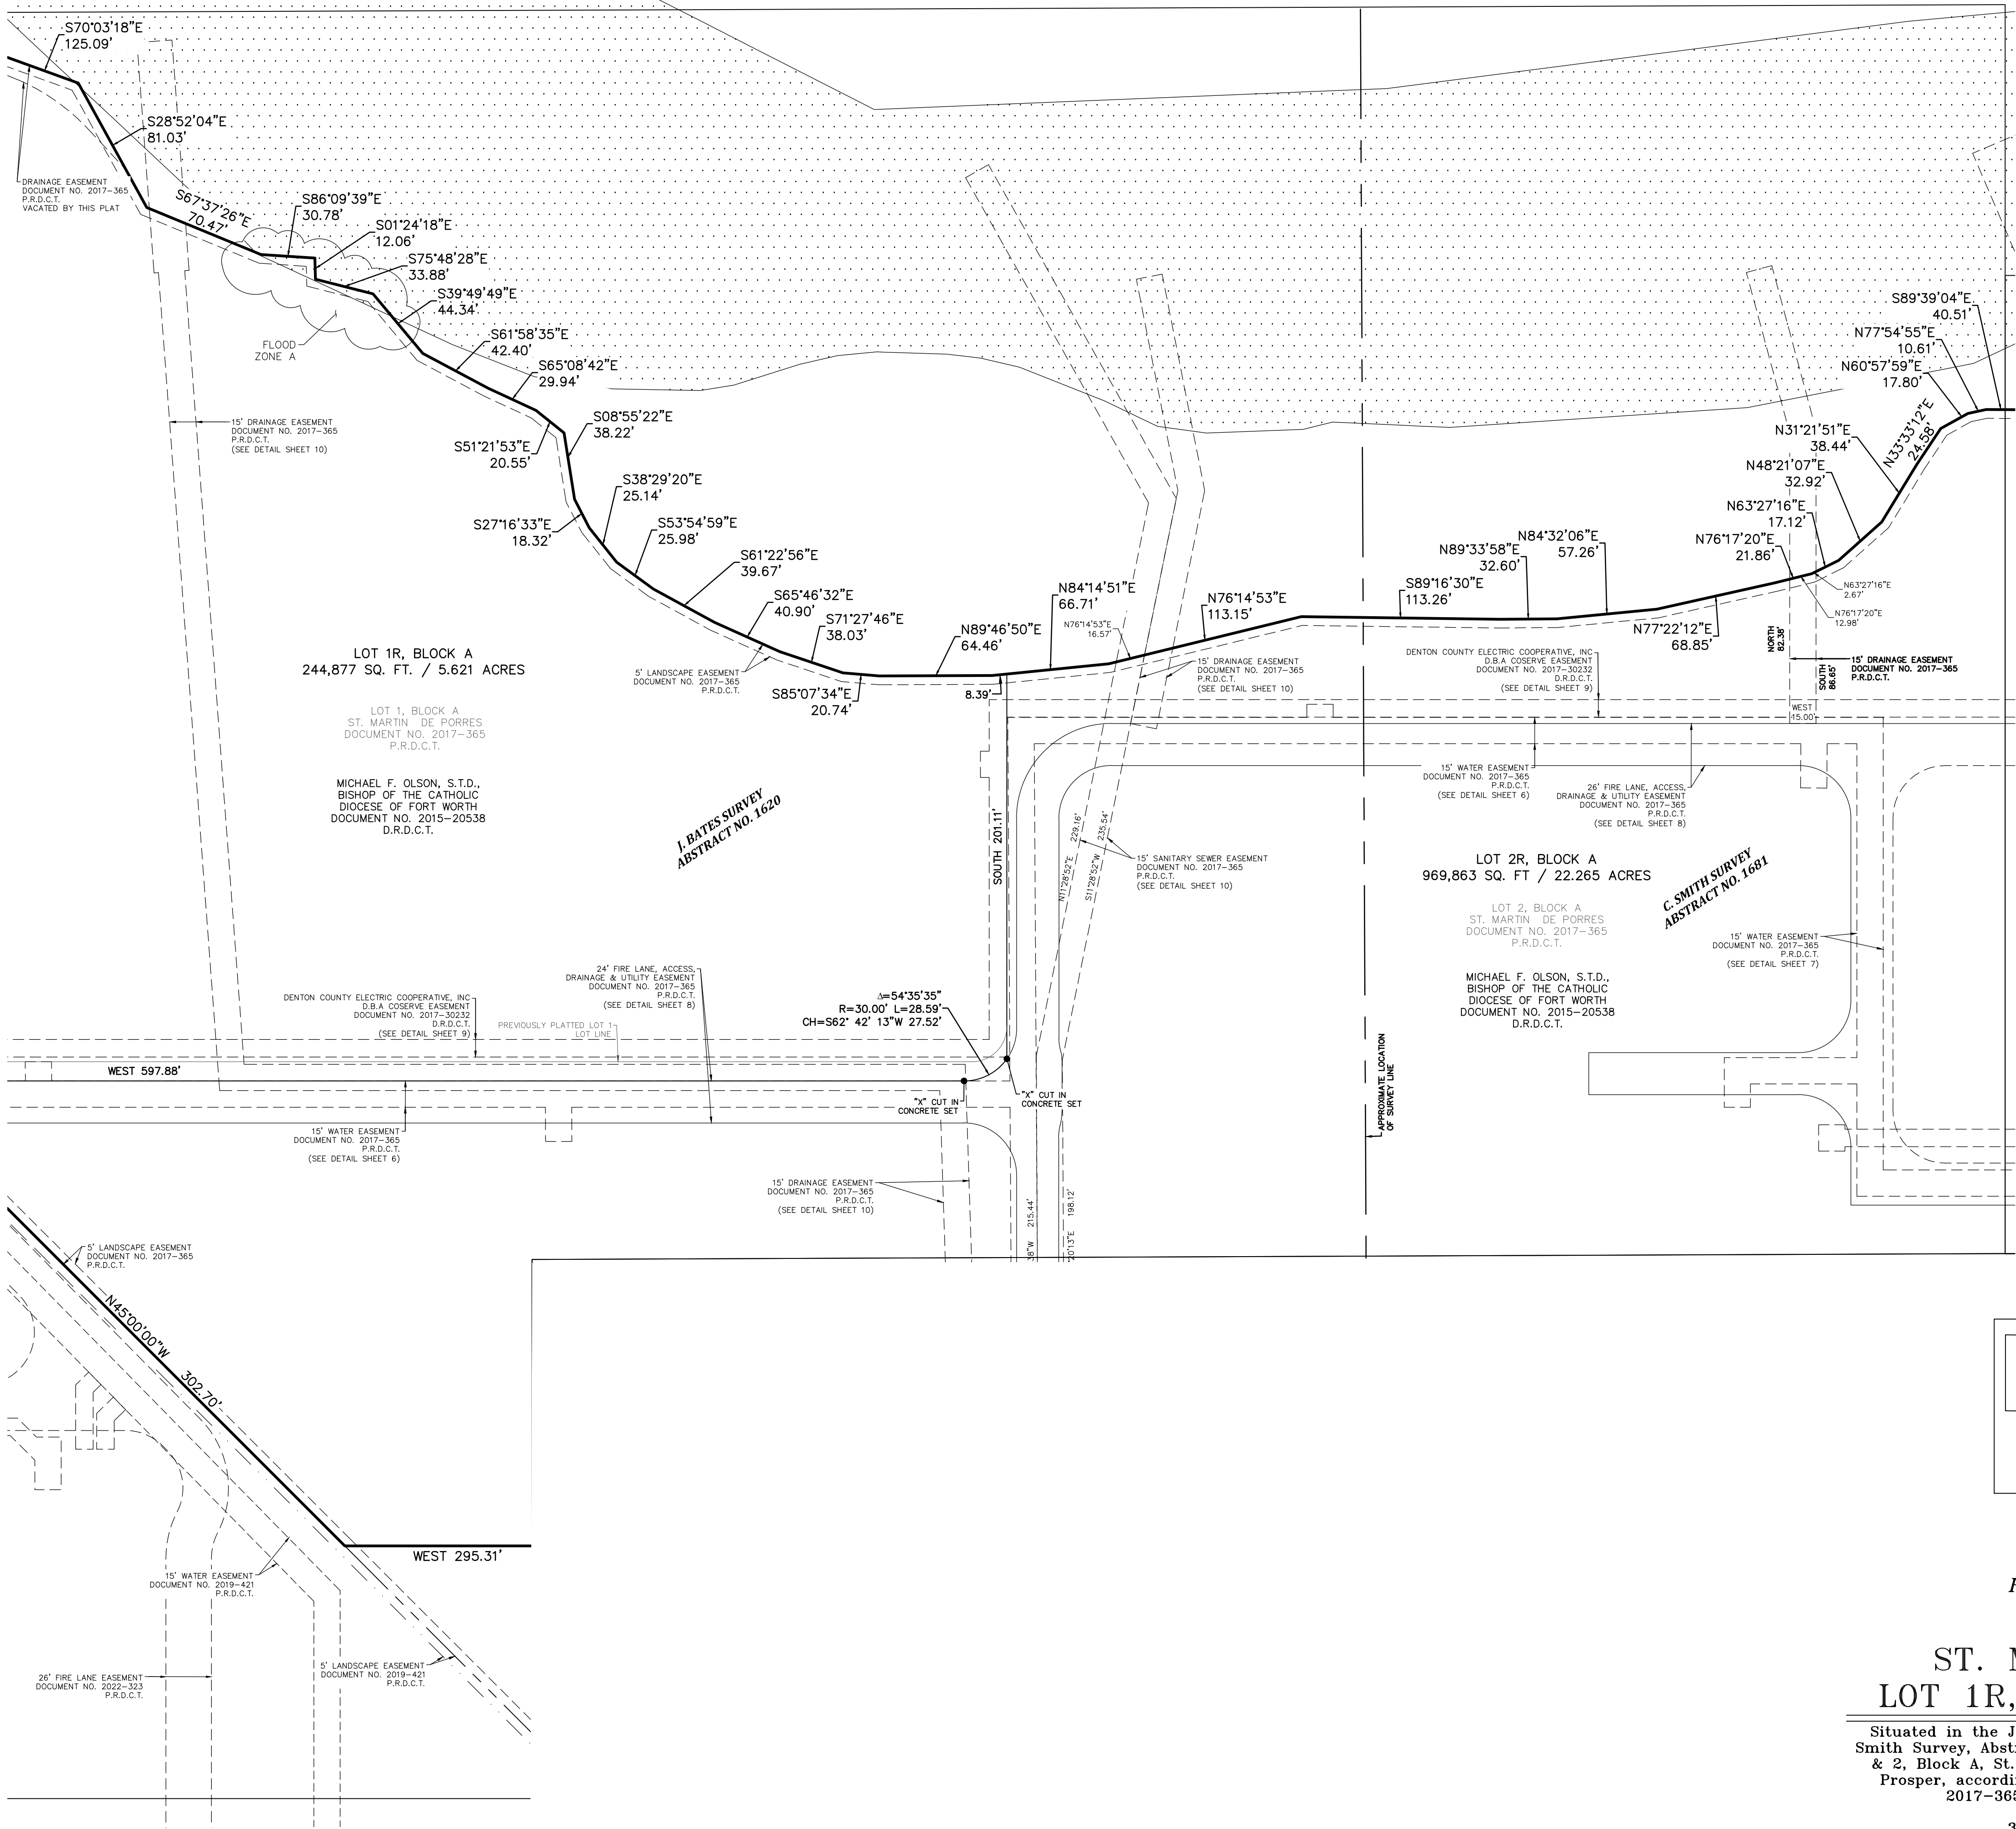 S70°03'18"E
125.09'
S28°52'04"E
81.03'
DRAINAGE EASEMENT
DOCUMENT NO. 2017-365
P.R.D.C.T.
VACATED BY THIS PLAT
S67°37'26"E
70.47'
S86°09'39"E
30.78'
S01°24'18"E
12.06'
S75°48'28"E
33.88'
S39°49'49"E
44.34'
FLOOD
ZONE A
S61°58'35"E
42.40'
S65°08'42"E
29.94'
15' DRAINAGE EASEMENT
DOCUMENT NO. 2017-365
P.R.D.C.T.
(SEE DETAIL SHEET 10)
S51°21'53"E
20.55'
S08°55'22"E
38.22'
S38°29'20"E
25.14'
S27°16'33"E
18.32'
S53°54'59"E
25.98'
S61°22'56"E
39.67'
S65°46'32"E
40.90'
S71°27'46"E
38.03'
S85°07'34"E
20.74'
N89°46'50"E
64.46'
8.39'
N84°14'51"E
66.71'
N76°14'53"E
16.57'
N76°14'53"E
113.15'
S89°16'30"E
113.26'
N89°33'58"E
32.60'
N84°32'06"E
57.26'
N77°22'12"E
68.85'
N76°17'20"E
21.86'
N63°27'16"E
17.12'
N48°21'07"E
32.92'
N31°21'51"E
38.44'
N33°33'12"E
24.58'
N60°57'59"E
17.80'
N77°54'55"E
10.61'
S89°39'04"E
40.51'
N63°27'16"E
2.67'
N76°17'20"E
12.98'
NORTH
82.38'
SOUTH
86.65'
15' DRAINAGE EASEMENT
DOCUMENT NO. 2017-365
P.R.D.C.T.
WEST
15.00'
LOT 1R, BLOCK A
244,877 SQ. FT. / 5.621 ACRES
LOT 1, BLOCK A
ST. MARTIN DE PORRES
DOCUMENT NO. 2017-365
P.R.D.C.T.
MICHAEL F. OLSON, S.T.D.,
BISHOP OF THE CATHOLIC
DIOCESE OF FORT WORTH
DOCUMENT NO. 2015-20538
D.R.D.C.T.
5' LANDSCAPE EASEMENT
DOCUMENT NO. 2017-365
P.R.D.C.T.
15' DRAINAGE EASEMENT
DOCUMENT NO. 2017-365
P.R.D.C.T.
(SEE DETAIL SHEET 10)
DENTON COUNTY ELECTRIC COOPERATIVE, INC
D.B.A COSERVE EASEMENT
DOCUMENT NO. 2017-30232
D.R.D.C.T.
(SEE DETAIL SHEET 9)
J. BATES SURVEY
ABSTRACT NO. 1620
SOUTH 201.11'
N11°28'52"E 229.16'
S11°28'52"W 235.54'
15' SANITARY SEWER EASEMENT
DOCUMENT NO. 2017-365
P.R.D.C.T.
(SEE DETAIL SHEET 10)
15' WATER EASEMENT
DOCUMENT NO. 2017-365
P.R.D.C.T.
(SEE DETAIL SHEET 6)
26' FIRE LANE, ACCESS,
DRAINAGE & UTILITY EASEMENT
DOCUMENT NO. 2017-365
P.R.D.C.T.
(SEE DETAIL SHEET 8)
LOT 2R, BLOCK A
969,863 SQ. FT / 22.265 ACRES
C. SMITH SURVEY
ABSTRACT NO. 1681
LOT 2, BLOCK A
ST. MARTIN DE PORRES
DOCUMENT NO. 2017-365
P.R.D.C.T.
MICHAEL F. OLSON, S.T.D.,
BISHOP OF THE CATHOLIC
DIOCESE OF FORT WORTH
DOCUMENT NO. 2015-20538
D.R.D.C.T.
15' WATER EASEMENT
DOCUMENT NO. 2017-365
P.R.D.C.T.
(SEE DETAIL SHEET 7)
24' FIRE LANE, ACCESS,
DRAINAGE & UTILITY EASEMENT
DOCUMENT NO. 2017-365
P.R.D.C.T.
(SEE DETAIL SHEET 8)
Δ=54°35'35"
R=30.00' L=28.59'
CH=S62° 42' 13"W 27.52'
DENTON COUNTY ELECTRIC COOPERATIVE, INC
D.B.A COSERVE EASEMENT
DOCUMENT NO. 2017-30232
D.R.D.C.T.
(SEE DETAIL SHEET 9)
PREVIOUSLY PLATTED LOT 1
LOT LINE
WEST 597.88'
"X" CUT IN
CONCRETE SET
"X" CUT IN
CONCRETE SET
APPROXIMATE LOCATION
OF SURVEY LINE
15' WATER EASEMENT
DOCUMENT NO. 2017-365
P.R.D.C.T.
(SEE DETAIL SHEET 6)
15' DRAINAGE EASEMENT
DOCUMENT NO. 2017-365
P.R.D.C.T.
(SEE DETAIL SHEET 10)
38"W 215.44'
20'13"E 198.12'
5' LANDSCAPE EASEMENT
DOCUMENT NO. 2017-365
P.R.D.C.T.
N45°00'00"W 302.70'
WEST 295.31'
15' WATER EASEMENT
DOCUMENT NO. 2019-421
P.R.D.C.T.
26' FIRE LANE EASEMENT
DOCUMENT NO. 2022-323
P.R.D.C.T.
5' LANDSCAPE EASEMENT
DOCUMENT NO. 2019-421
P.R.D.C.T.
ST.
LOT 1R,
Situated in the J
Smith Survey, Abst
& 2, Block A, St.
Prosper, accordi
2017-365